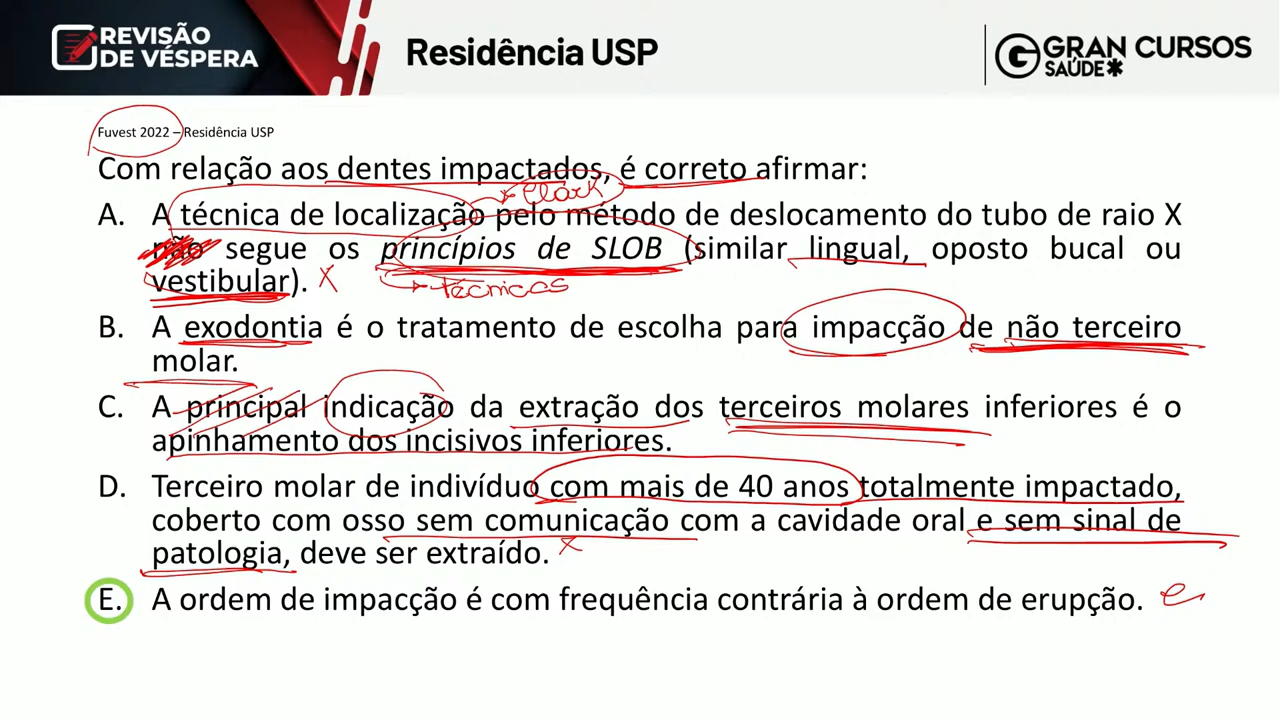 REVISÃO
DE VÉSPERA
Residência USP
GRAN CURSOS
SAÚDE
Fuvest 2022 – Residência USP
Com relação aos dentes impactados, é correto afirmar:
Clark
A. A técnica de localização pelo método de deslocamento do tubo de raio X
não segue os princípios de SLOB (similar lingual, oposto bucal ou
vestibular). X
técnicas
B. A exodontia é o tratamento de escolha para impacção de não terceiro
molar.
C. A principal indicação da extração dos terceiros molares inferiores é o
apinhamento dos incisivos inferiores.
D. Terceiro molar de indivíduo com mais de 40 anos totalmente impactado,
coberto com osso sem comunicação com a cavidade oral e sem sinal de
patologia, deve ser extraído. x
E. A ordem de impacção é com frequência contrária à ordem de erupção.